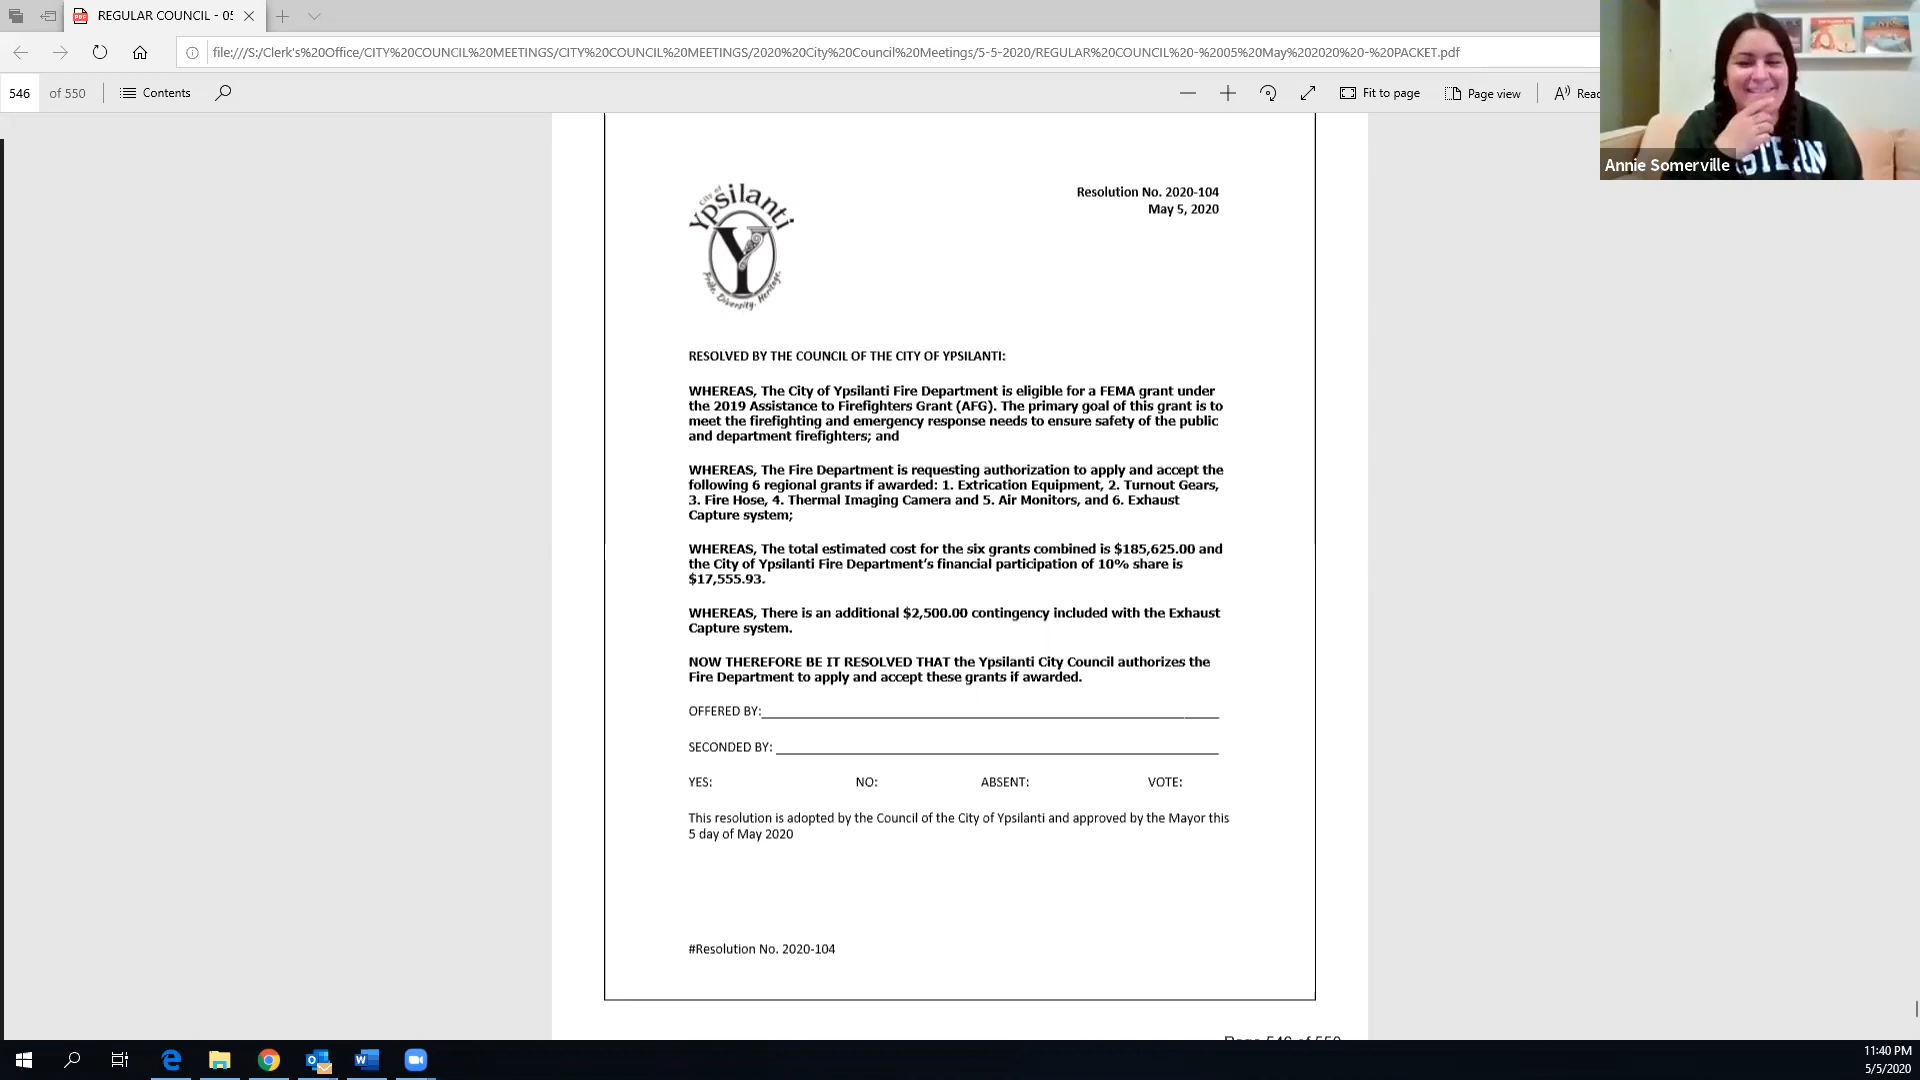 REGULAR COUNCIL - 05
file:///S:/Clerk's%20Office/CITY%20COUNCIL%20MEETINGS/CITY%20COUNCIL%20MEETINGS/2020%20City%20Council%20Meetings/5-5-2020/REGULAR%20COUNCIL%20-%2005%20May%202020%20-%20PACKET.pdf
546 of 550 Contents Fit to page Page view Read
Annie Somerville
STERN
City of
Ypsilanti
Y
Pride. Diversity. Heritage.
Resolution No. 2020-104
May 5, 2020
RESOLVED BY THE COUNCIL OF THE CITY OF YPSILANTI:
WHEREAS, The City of Ypsilanti Fire Department is eligible for a FEMA grant under
the 2019 Assistance to Firefighters Grant (AFG). The primary goal of this grant is to
meet the firefighting and emergency response needs to ensure safety of the public
and department firefighters; and
WHEREAS, The Fire Department is requesting authorization to apply and accept the
following 6 regional grants if awarded: 1. Extrication Equipment, 2. Turnout Gears,
3. Fire Hose, 4. Thermal Imaging Camera and 5. Air Monitors, and 6. Exhaust
Capture system;
WHEREAS, The total estimated cost for the six grants combined is $185,625.00 and
the City of Ypsilanti Fire Department’s financial participation of 10% share is
$17,555.93.
WHEREAS, There is an additional $2,500.00 contingency included with the Exhaust
Capture system.
NOW THEREFORE BE IT RESOLVED THAT the Ypsilanti City Council authorizes the
Fire Department to apply and accept these grants if awarded.
OFFERED BY:
SECONDED BY:
YES: NO: ABSENT: VOTE:
This resolution is adopted by the Council of the City of Ypsilanti and approved by the Mayor this
5 day of May 2020
#Resolution No. 2020-104
Page 546 of 550
11:40 PM
5/5/2020